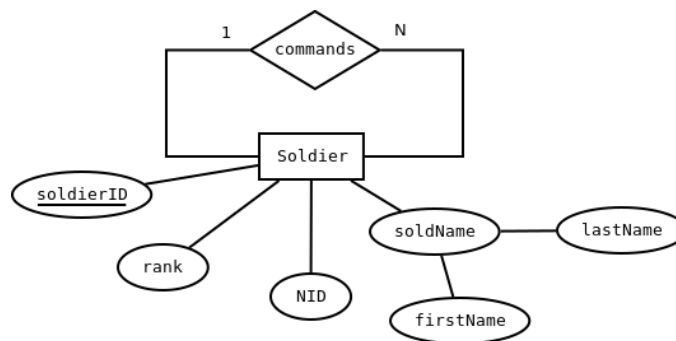 1
commands
N
Soldier
soldierID
rank
NID
soldName
lastName
firstName